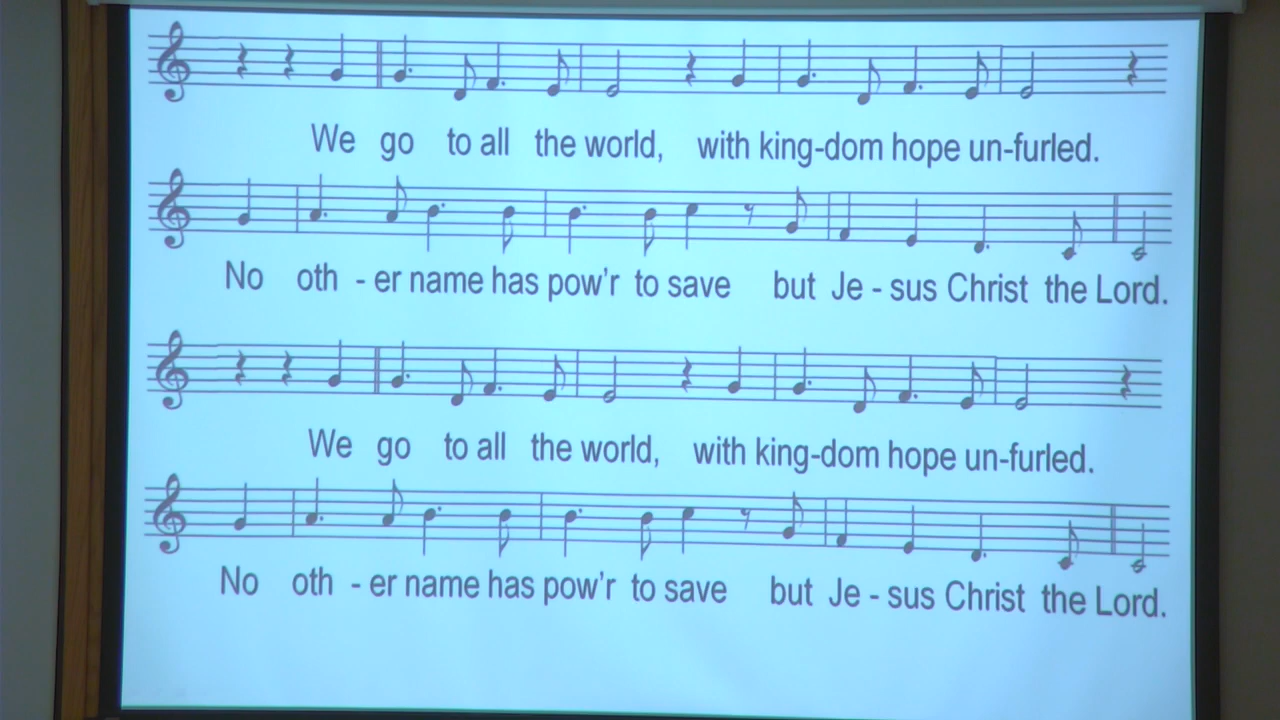 We go to all the world, with king-dom hope un-furled.
No oth - er name has pow'r to save but Je - sus Christ the Lord.
We go to all the world, with king-dom hope un-furled.
No oth - er name has pow'r to save but Je - sus Christ the Lord.